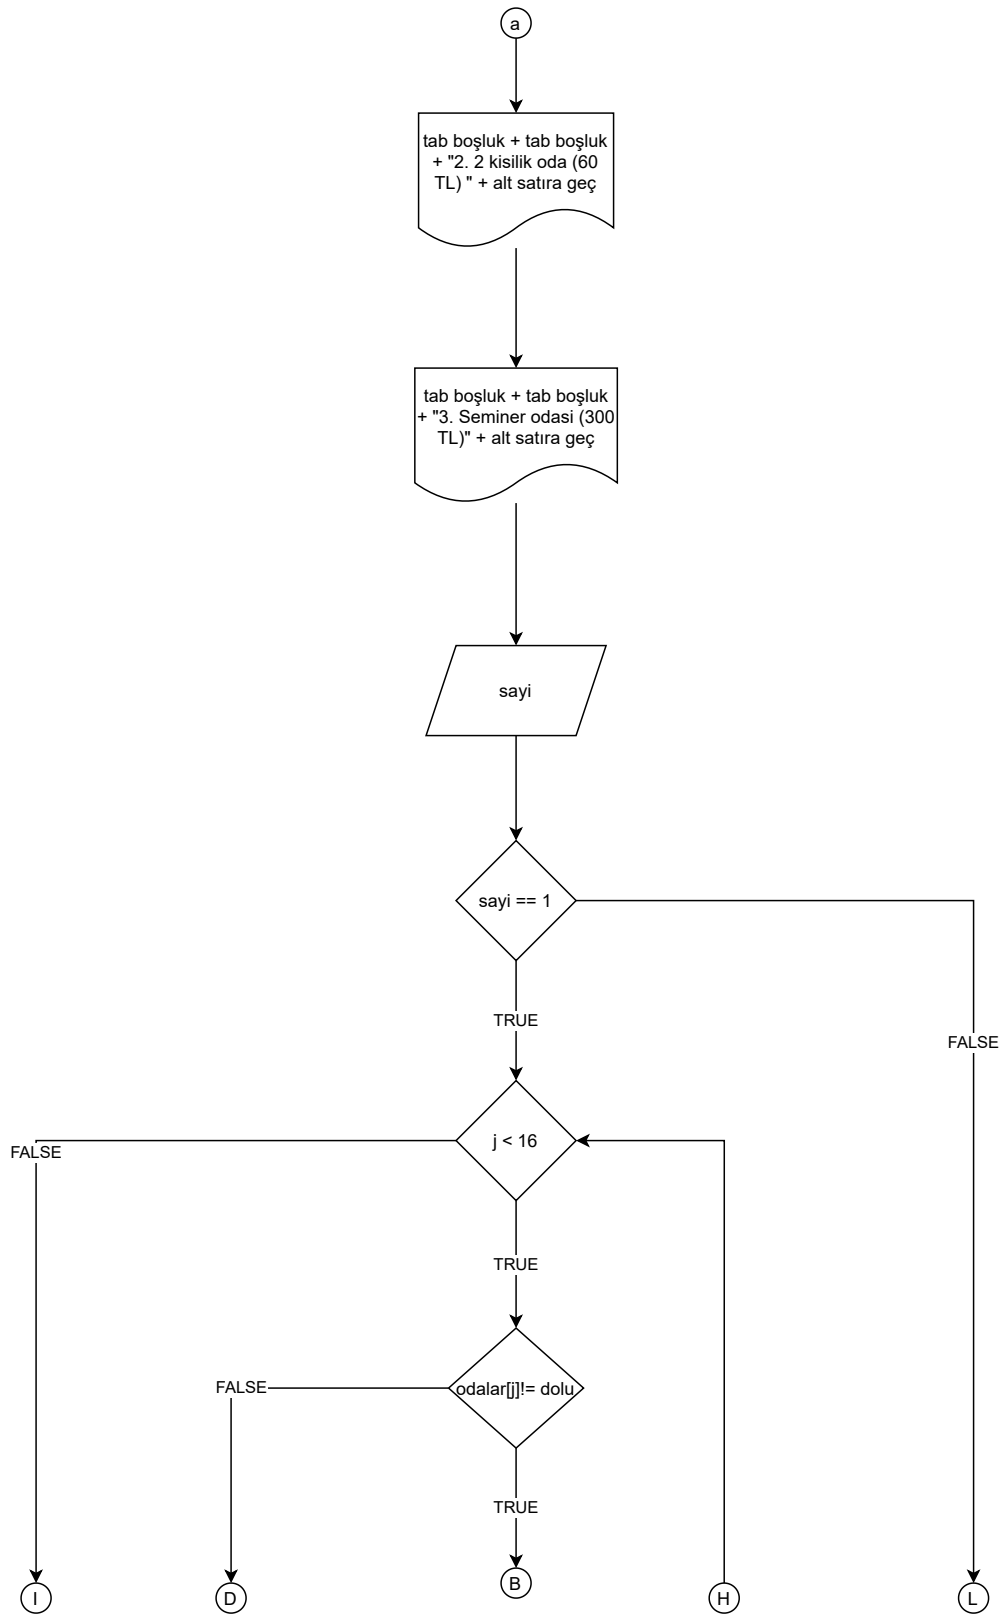 a
tab boşluk + tab boşluk
+ "2. 2 kisilik oda (60
TL) " + alt satıra geç
tab boşluk + tab boşluk
+ "3. Seminer odasi (300
TL)" + alt satıra geç
sayi
sayi == 1
TRUE
FALSE
j < 16
FALSE
TRUE
odalar[j]!= dolu
FALSE
TRUE
I
D
B
H
L